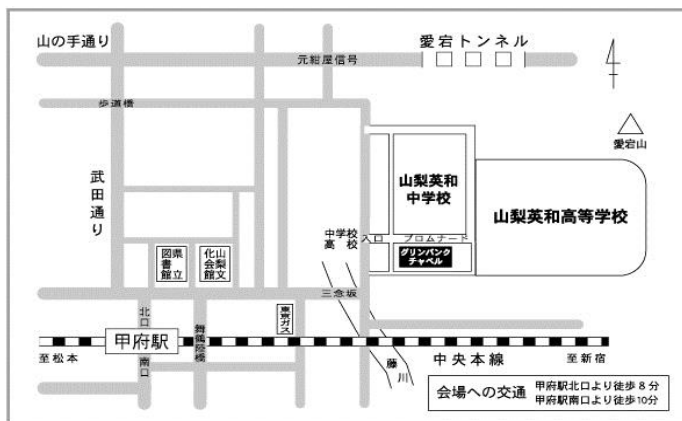 山の手通り
愛宕トンネル
元紺屋信号
歩道橋
愛宕山
武田通り
山梨英和
中学校
山梨英和高等学校
中学校
高校
入口
プロムナード
グリンバンク
チャペル
県立
図書館
山梨文
化会館
三念坂
北口
舞鶴陸橋
東京ガス
甲府駅
南口
至松本
中央本線
至新宿
藤川
会場への交通
甲府駅北口より徒歩8分
甲府駅南口より徒歩10分